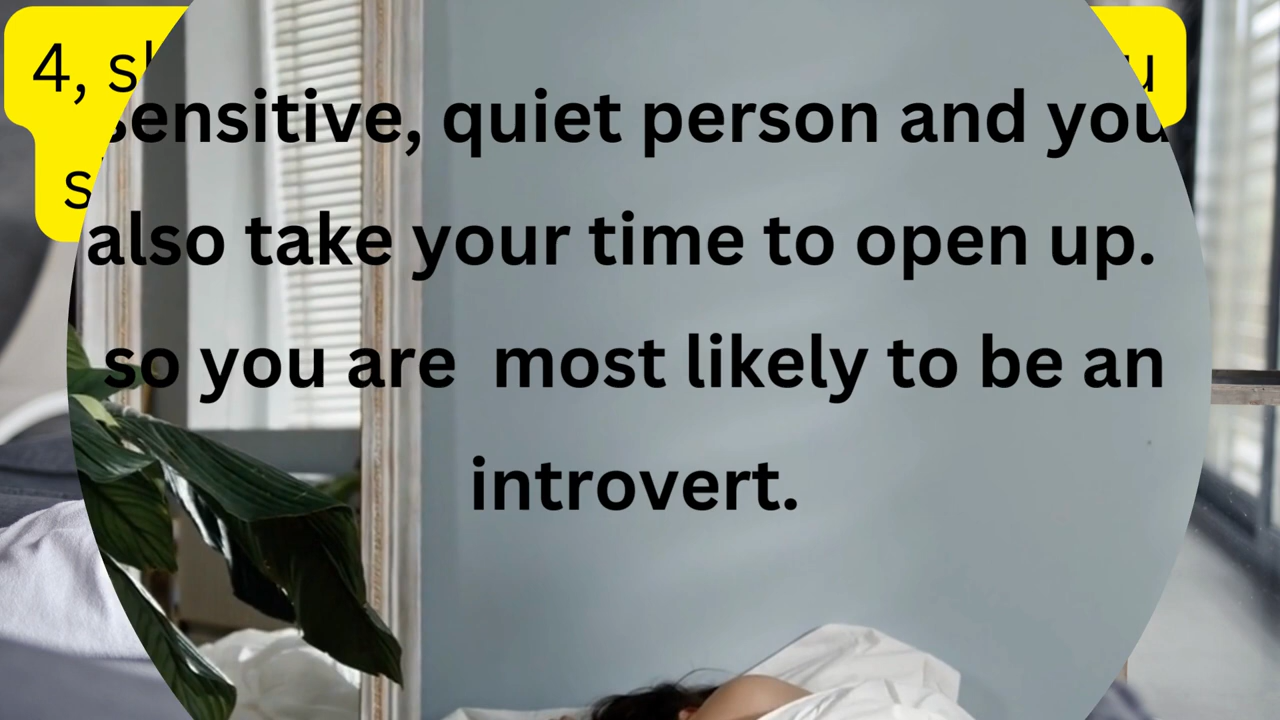 4,
sensitive, quiet person and you
also take your time to open up.
so you are  most likely to be an
introvert.